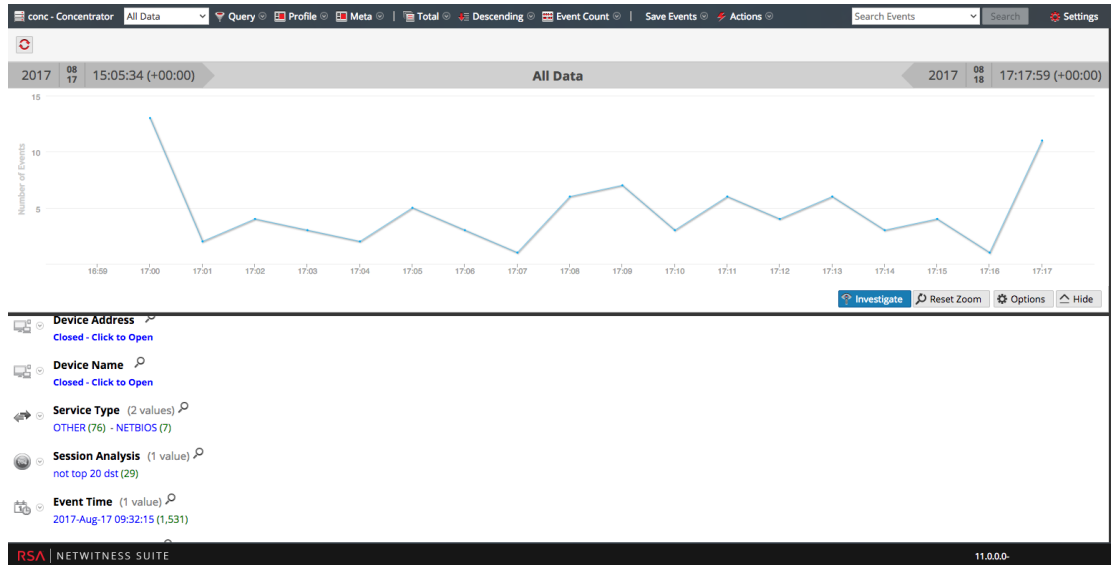 conc - Concentrator All Data Query Profile Meta | Total Descending Event Count | Save Events Actions Search Events Search Settings
2017 08 17 15:05:34 (+00:00) All Data 2017 08 18 17:17:59 (+00:00)
15
10
5
Number of Events
16:59 17:00 17:01 17:02 17:03 17:04 17:05 17:06 17:07 17:08 17:09 17:10 17:11 17:12 17:13 17:14 17:15 17:16 17:17
Investigate Reset Zoom Options Hide
Device Address
Closed - Click to Open
Device Name
Closed - Click to Open
Service Type (2 values)
OTHER (76) - NETBIOS (7)
Session Analysis (1 value)
not top 20 dst (29)
Event Time (1 value)
2017-Aug-17 09:32:15 (1,531)
RSA | NETWITNESS SUITE 11.0.0.0-